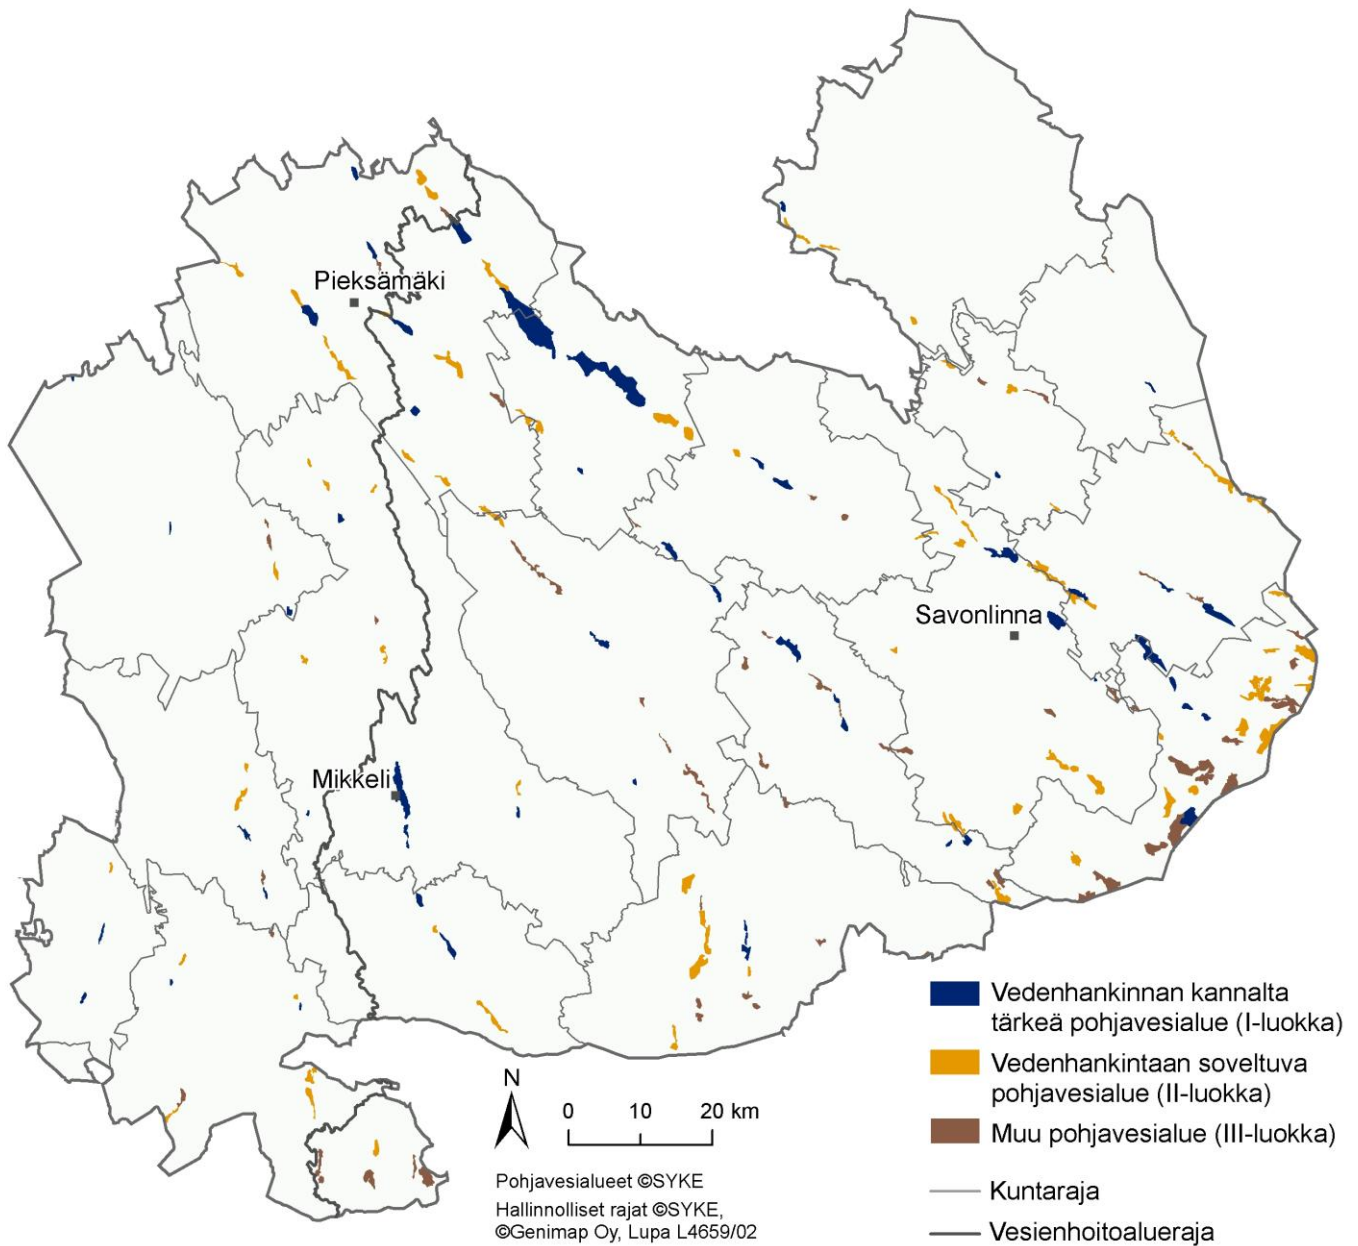 Pieksämäki
Savonlinna
Mikkeli
Vedenhankinnan kannalta
tärkeä pohjavesialue (I-luokka)
Vedenhankintaan soveltuva
pohjavesialue (II-luokka)
Muu pohjavesialue (III-luokka)
Kuntaraja
Vesienhoitoalueraja
N
0 10 20 km
Pohjavesialueet ©SYKE
Hallinnolliset rajat ©SYKE,
©Genimap Oy, Lupa L4659/02